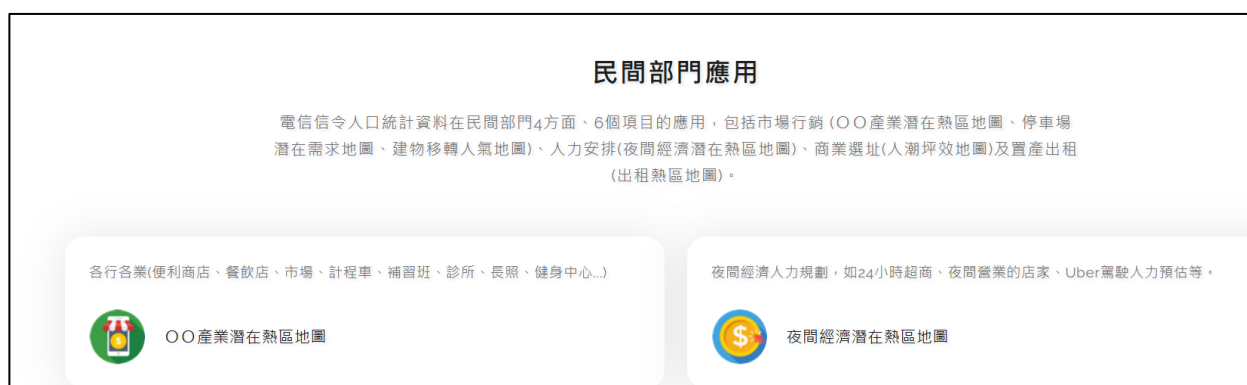 民間部門應用
電信信令人口統計資料在民間部門4方面、6個項目的應用，包括市場行銷 (ＯＯ產業潛在熱區地圖、停車場
潛在需求地圖、建物移轉人氣地圖)、人力安排(夜間經濟潛在熱區地圖)、商業選址(人潮坪效地圖)及置產出租
(出租熱區地圖)。
各行各業(便利商店、餐飲店、市場、計程車、補習班、診所、長照、健身中心...)
ＯＯ產業潛在熱區地圖
夜間經濟人力規劃，如24小時超商、夜間營業的店家、Uber駕駛人力預估等。
夜間經濟潛在熱區地圖